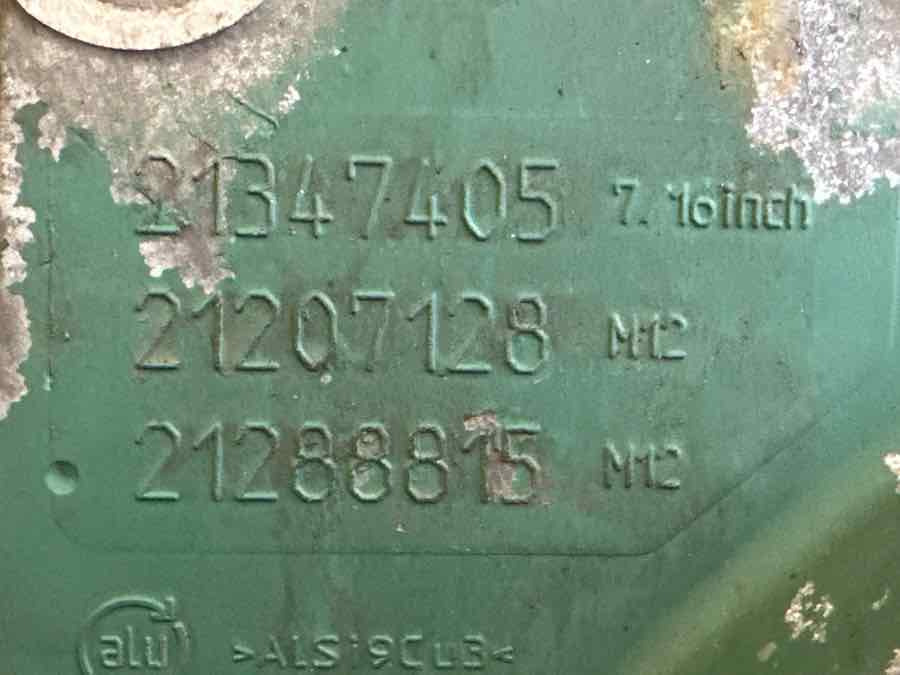 21347405 7.16inch
21207128 M12
21288815 M12
alu >ALSi9Cu3<